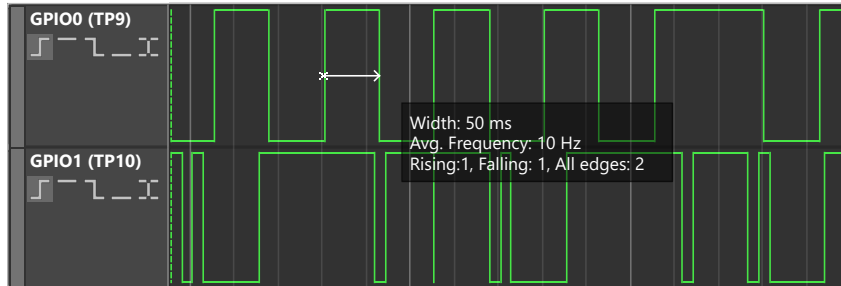 GPIO0 (TP9)
Width: 50 ms
Avg. Frequency: 10 Hz
Rising:1, Falling: 1, All edges: 2
GPIO1 (TP10)